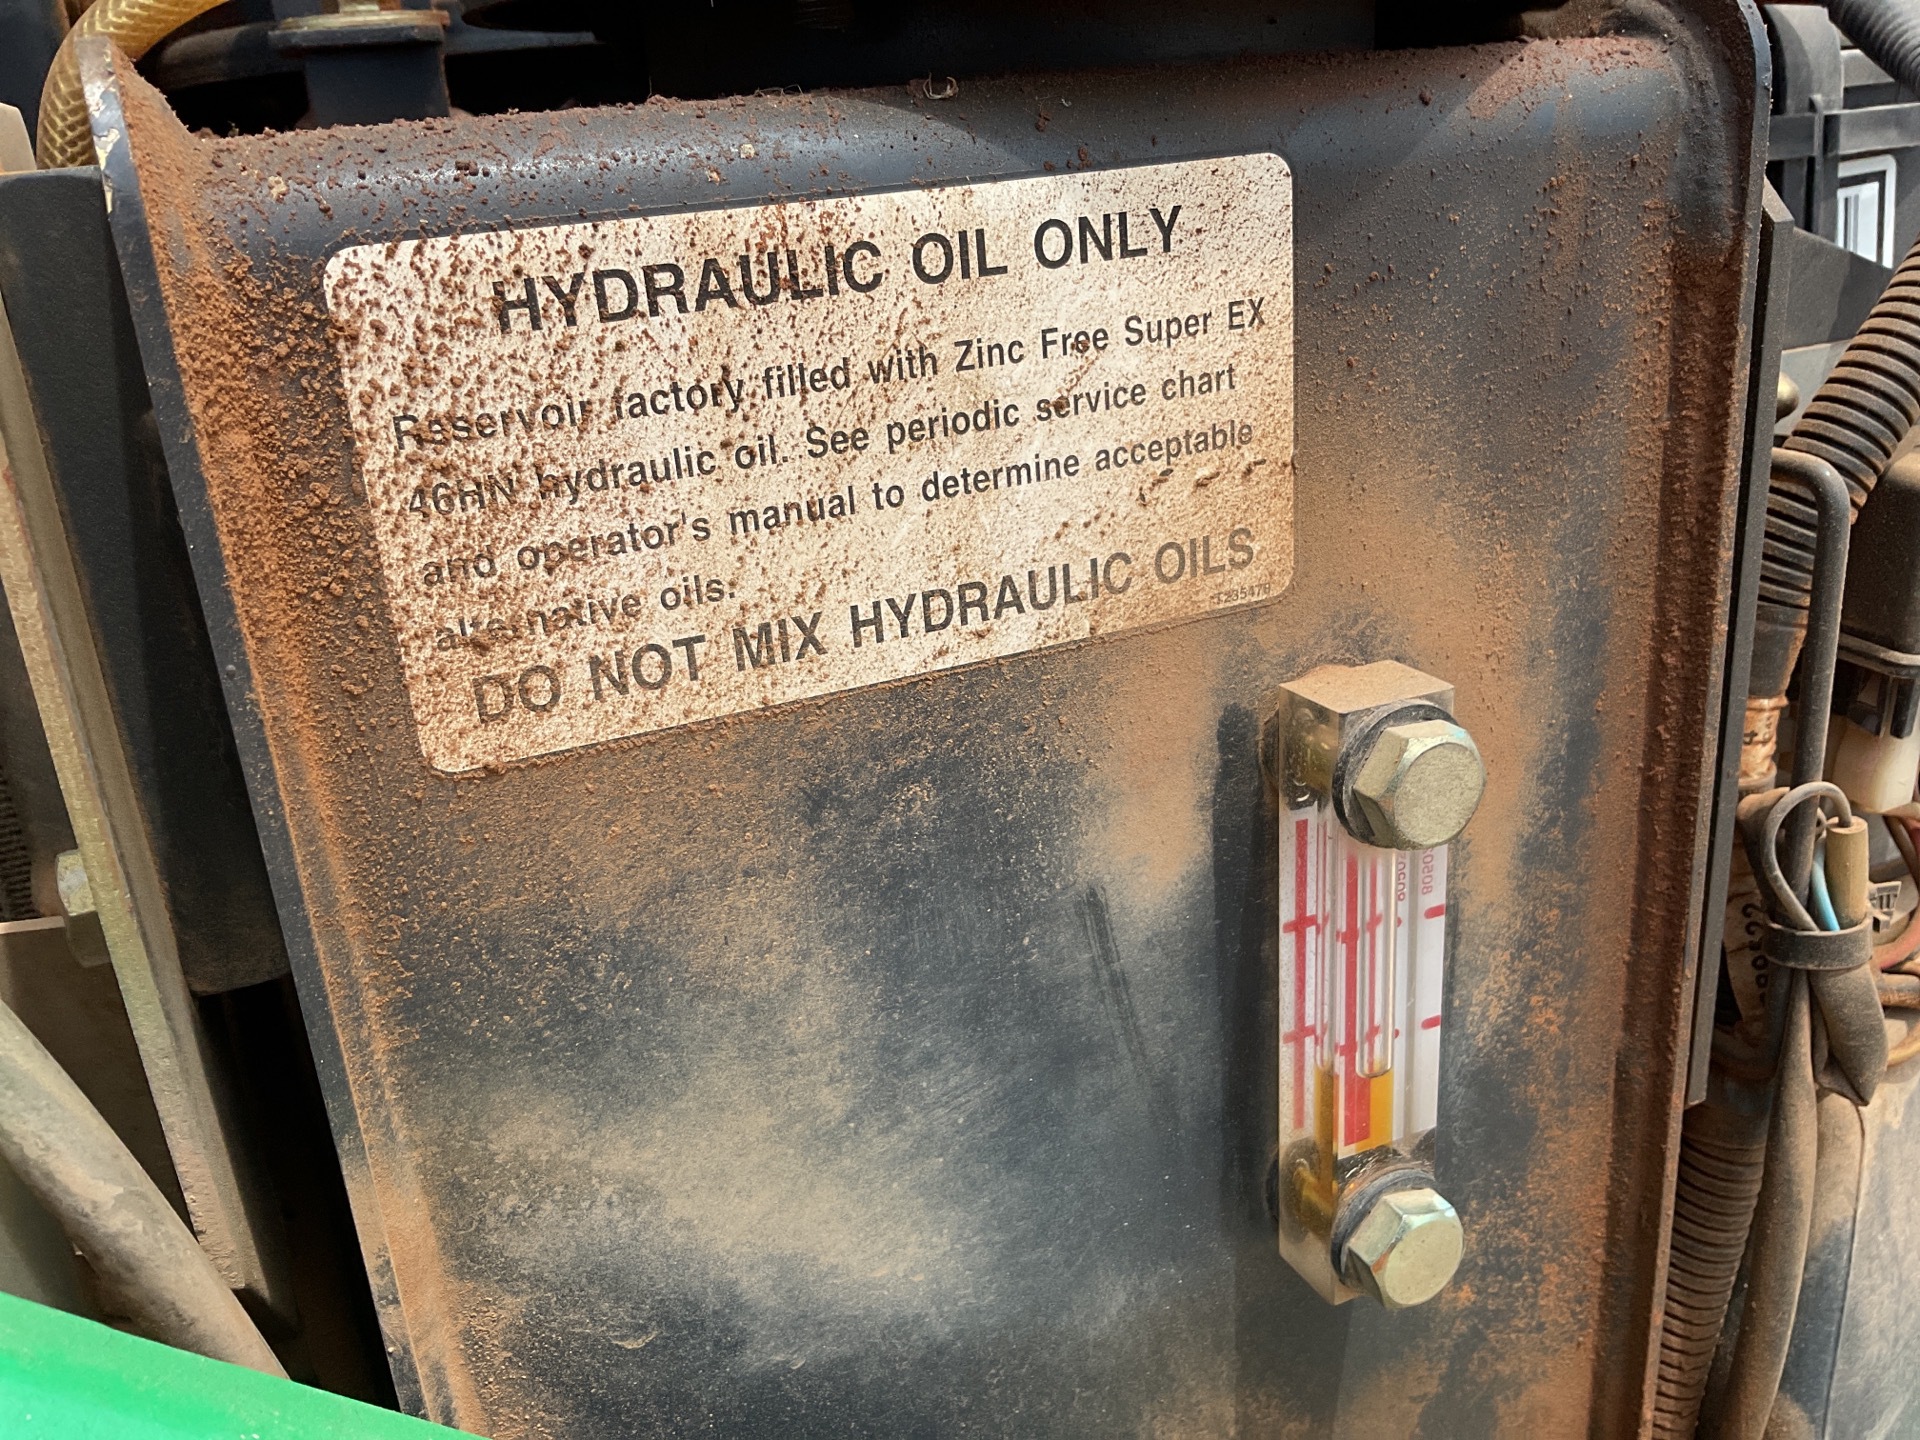 HYDRAULIC OIL ONLY
Reservoir factory filled with Zinc Free Super EX
46HN hydraulic oil. See periodic service chart
and operator's manual to determine acceptable
alternative oils.
DO NOT MIX HYDRAULIC OILS